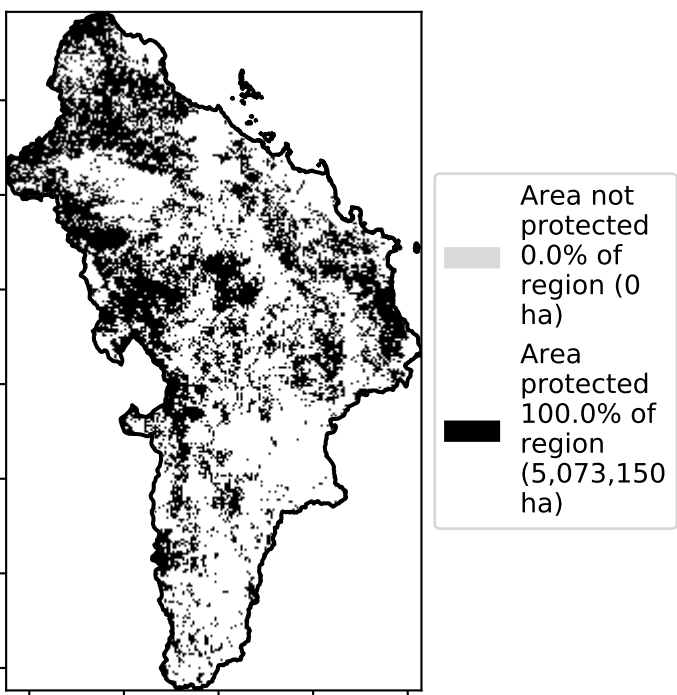 Area not
protected
0.0% of
region (0
ha)
Area
protected
100.0% of
region
(5,073,150
ha)